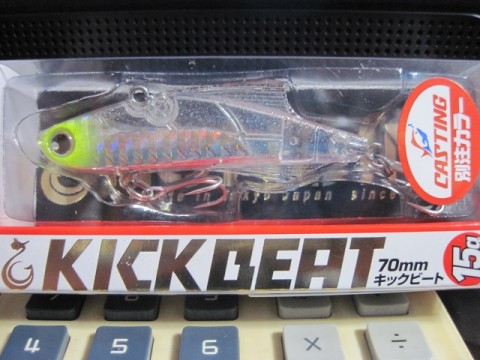 CASTING
別注カラー
in Tokyo Japan since
KICKBEAT
70mm
キックビート
15g
4
5
6
×
÷